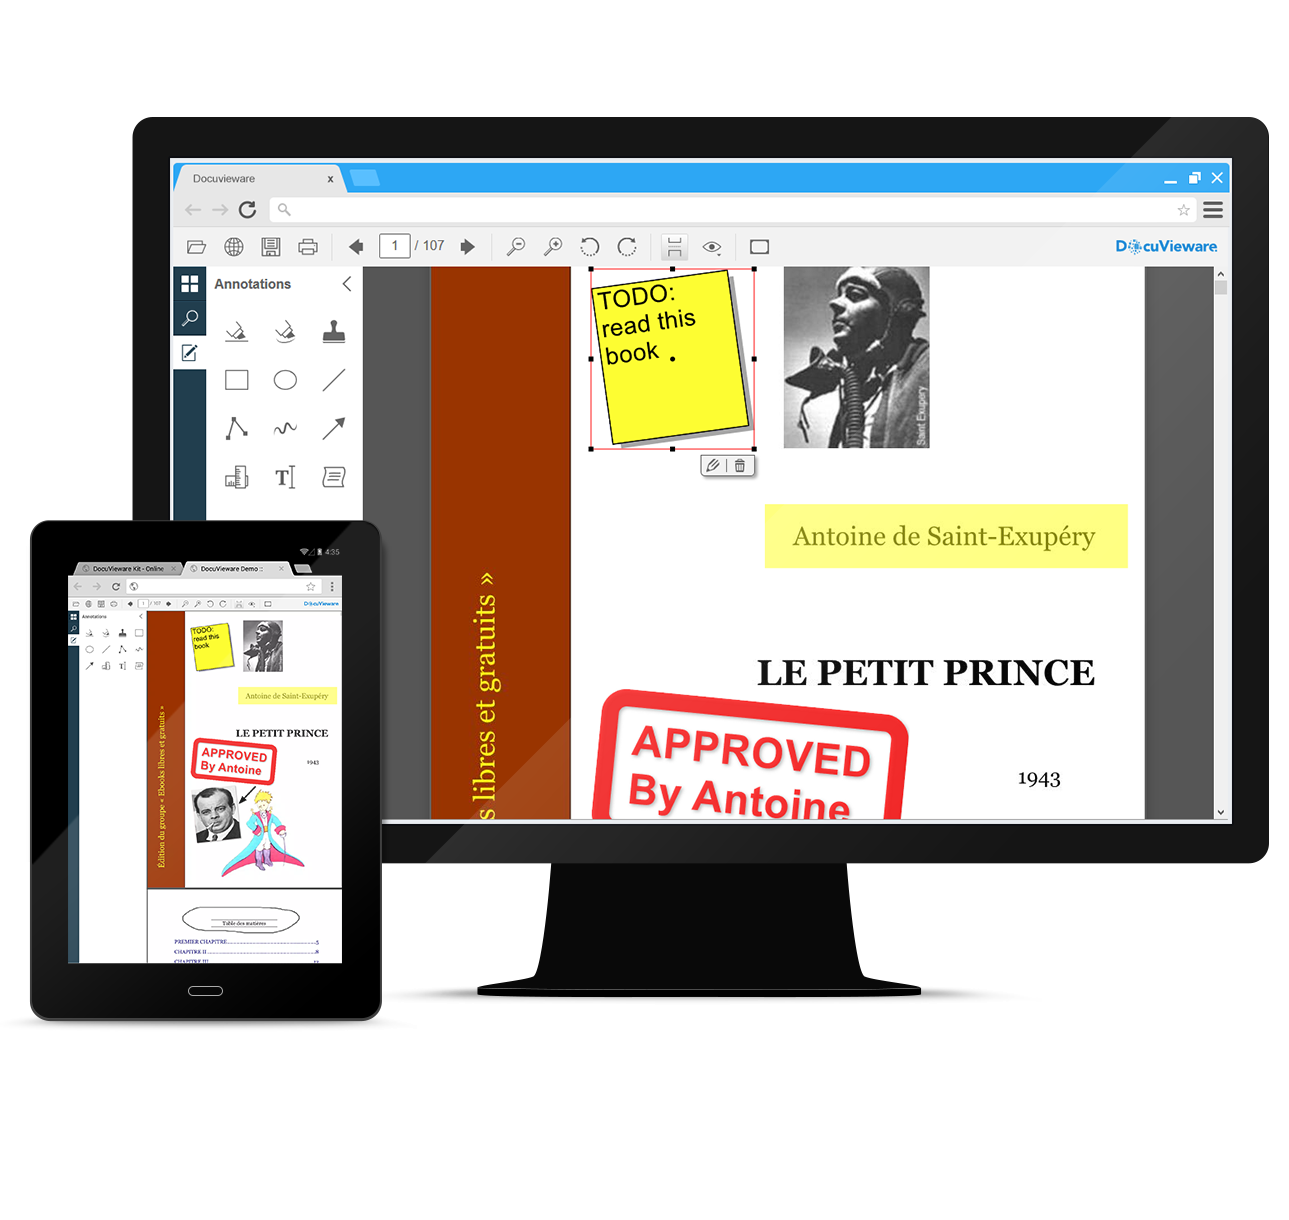 Docuvieware
x
1 / 107
DocuVieware
Annotations
TODO:
read this
book
Saint Exupery
Antoine de Saint-Exupéry
s libres et gratuits »
LE PETIT PRINCE
APPROVED
By Antoine
1943
4:35
DocuVieware Kit - Online
DocuVieware Demo ::
1 / 107
DocuVieware
Annotations
TODO:
read this
book
Antoine de Saint-Exupéry
LE PETIT PRINCE
APPROVED
By Antoine
1943
Édition du groupe « Ebooks libres et gratuits »
Table des matières
PREMIER CHAPITRE 5
CHAPITRE II 8
CHAPITRE III 12